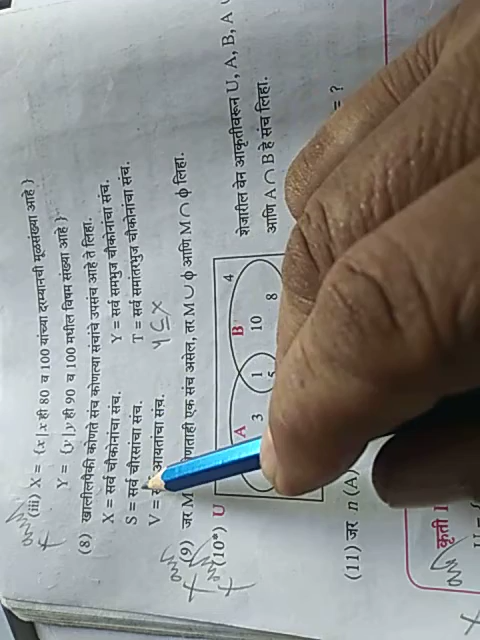 (iii) X = {x | x ही 80 व 100 यांच्या दरम्यानची मूळसंख्या आहे}
Y = {y | y ही 90 व 100 मधील विषम संख्या आहे}
(8) खालीलपैकी कोणते संच कोणत्या संचांचे उपसंच आहे ते लिहा.
X = सर्व चौकोनांचा संच. Y = सर्व समभुज चौकोनांचा संच.
S = सर्व चौरसांचा संच. T = सर्व समांतरभुज चौकोनांचा संच.
V = आयतांचा संच. Y ⊆ X
(9) जर M एक संच असेल, तर M ∪ ϕ आणि M ∩ ϕ लिहा.
(10*) U A B 3 1 10 8 4
शेजारील वेन आकृतीवरून U, A, B, A ∪
आणि A ∩ B हे संच लिहा.
(11) जर n (A) = ?
कृती
U =